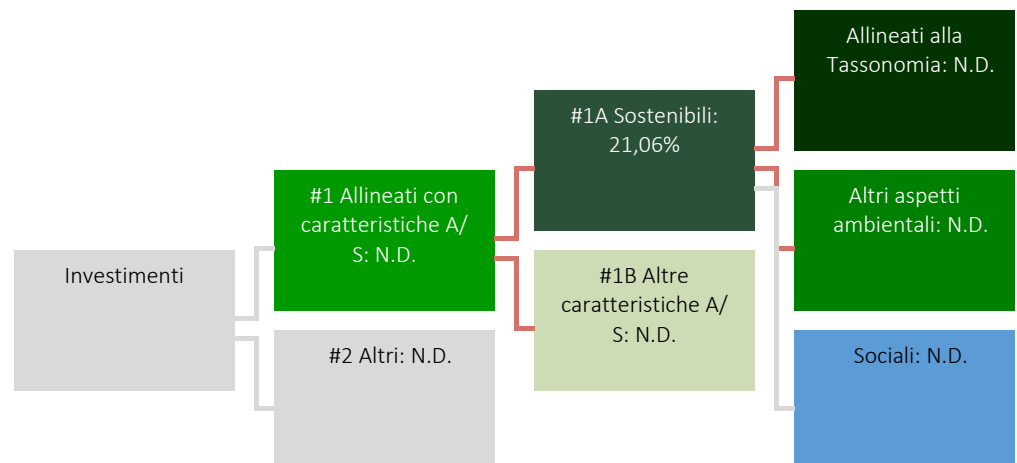 Investimenti
#1 Allineati con
caratteristiche A/
S: N.D.
#2 Altri: N.D.
#1A Sostenibili:
21,06%
#1B Altre
caratteristiche A/
S: N.D.
Allineati alla
Tassonomia: N.D.
Altri aspetti
ambientali: N.D.
Sociali: N.D.